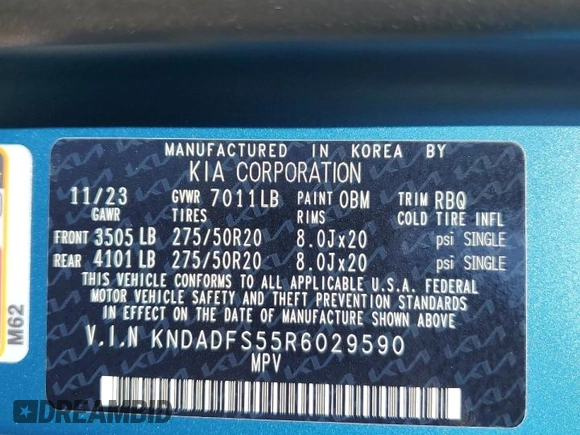 MANUFACTURED IN KOREA BY
KIA CORPORATION
11/23 GVWR 7011LB PAINT OBM TRIM RBQ
GAWR TIRES RIMS COLD TIRE INFL
FRONT 3505 LB 275/50R20 8.0Jx20 psi SINGLE
REAR 4101 LB 275/50R20 8.0Jx20 psi SINGLE
THIS VEHICLE CONFORMS TO ALL APPLICABLE U.S.A. FEDERAL
MOTOR VEHICLE SAFETY AND THEFT PREVENTION STANDARDS
IN EFFECT ON THE DATE OF MANUFACTURE SHOWN ABOVE.
V.I.N KNDADFS55R6029590
MPV
M62
DREAMBID